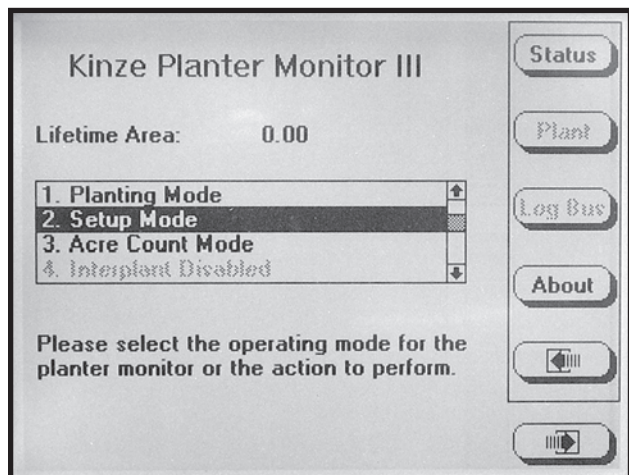 Kinze Planter Monitor III
Lifetime Area: 0.00
1. Planting Mode
2. Setup Mode
3. Acre Count Mode
4. Interplant Disabled
Please select the operating mode for the
planter monitor or the action to perform.
Status
Plant
Log Bus
About